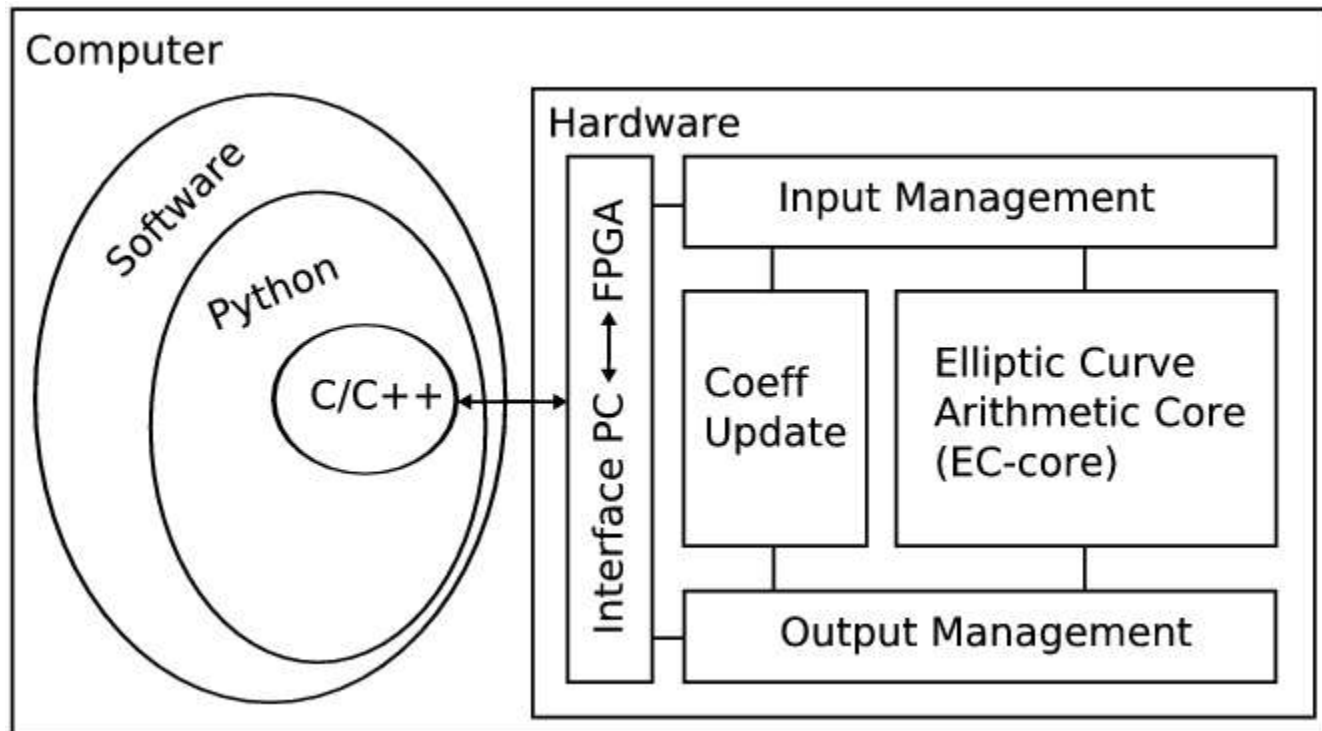 Computer
Software
Python
C/C++
Hardware
Interface PC ↔ FPGA
Input Management
Coeff
Update
Elliptic Curve
Arithmetic Core
(EC-core)
Output Management